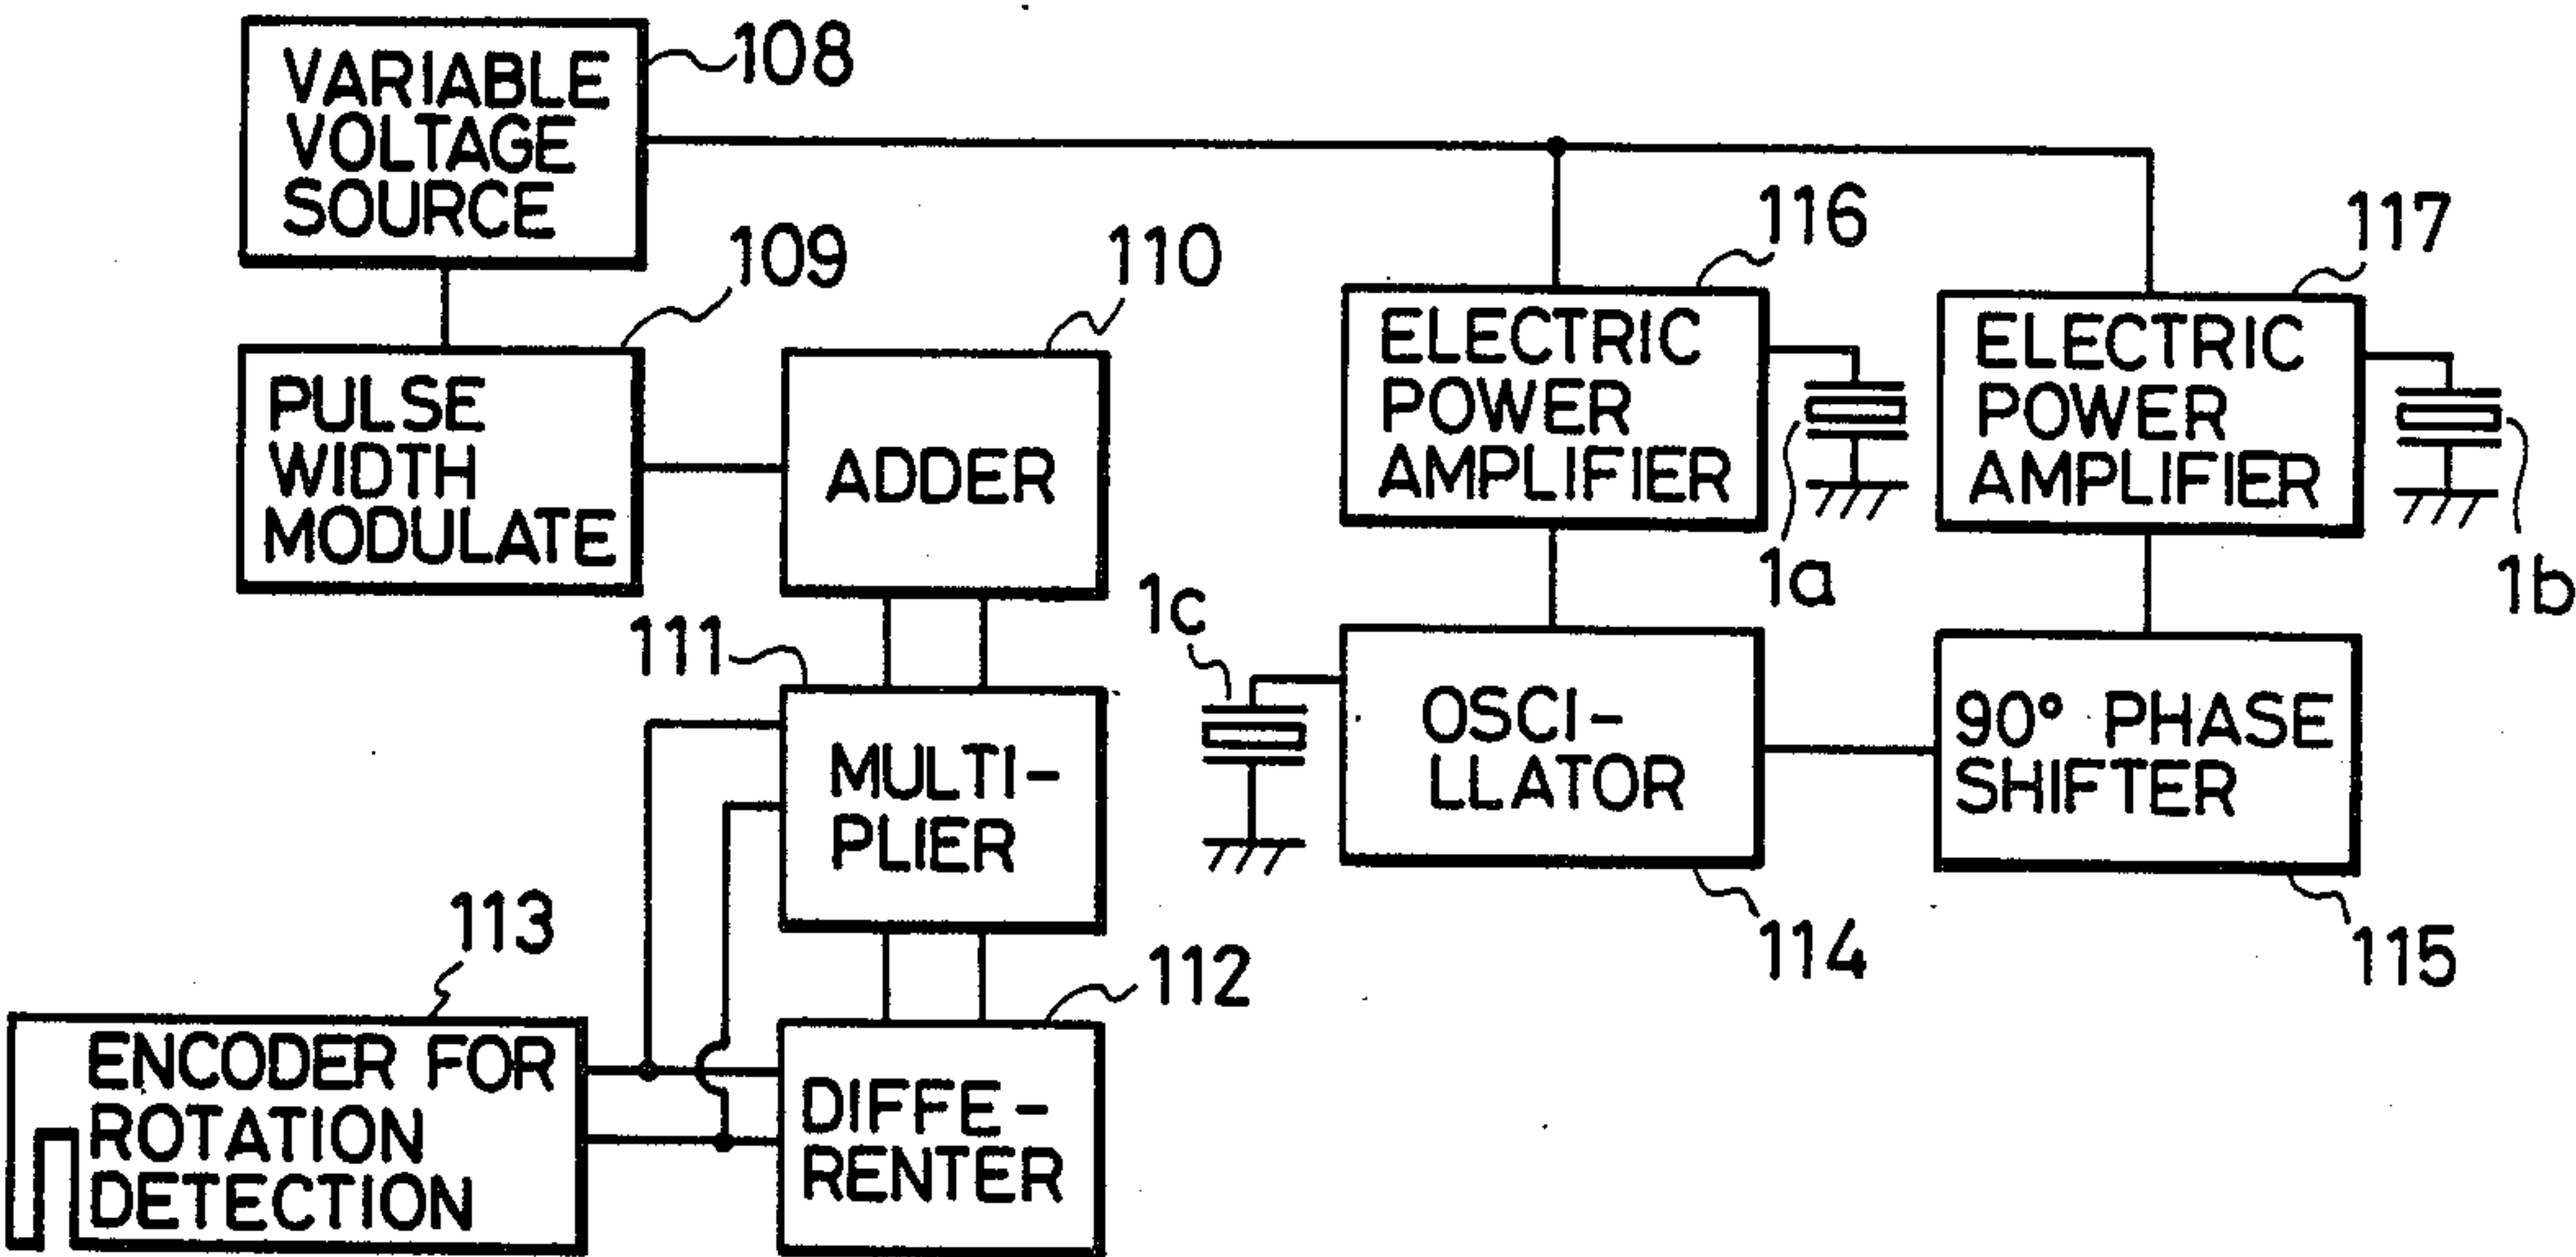 VARIABLE
VOLTAGE
SOURCE
108
109
PULSE
WIDTH
MODULATE
110
ADDER
116
ELECTRIC
POWER
AMPLIFIER
1a
117
ELECTRIC
POWER
AMPLIFIER
1b
111
MULTI-
PLIER
1c
OSCI-
LLATOR
114
90° PHASE
SHIFTER
115
113
ENCODER FOR
ROTATION
DETECTION
112
DIFFE-
RENTER